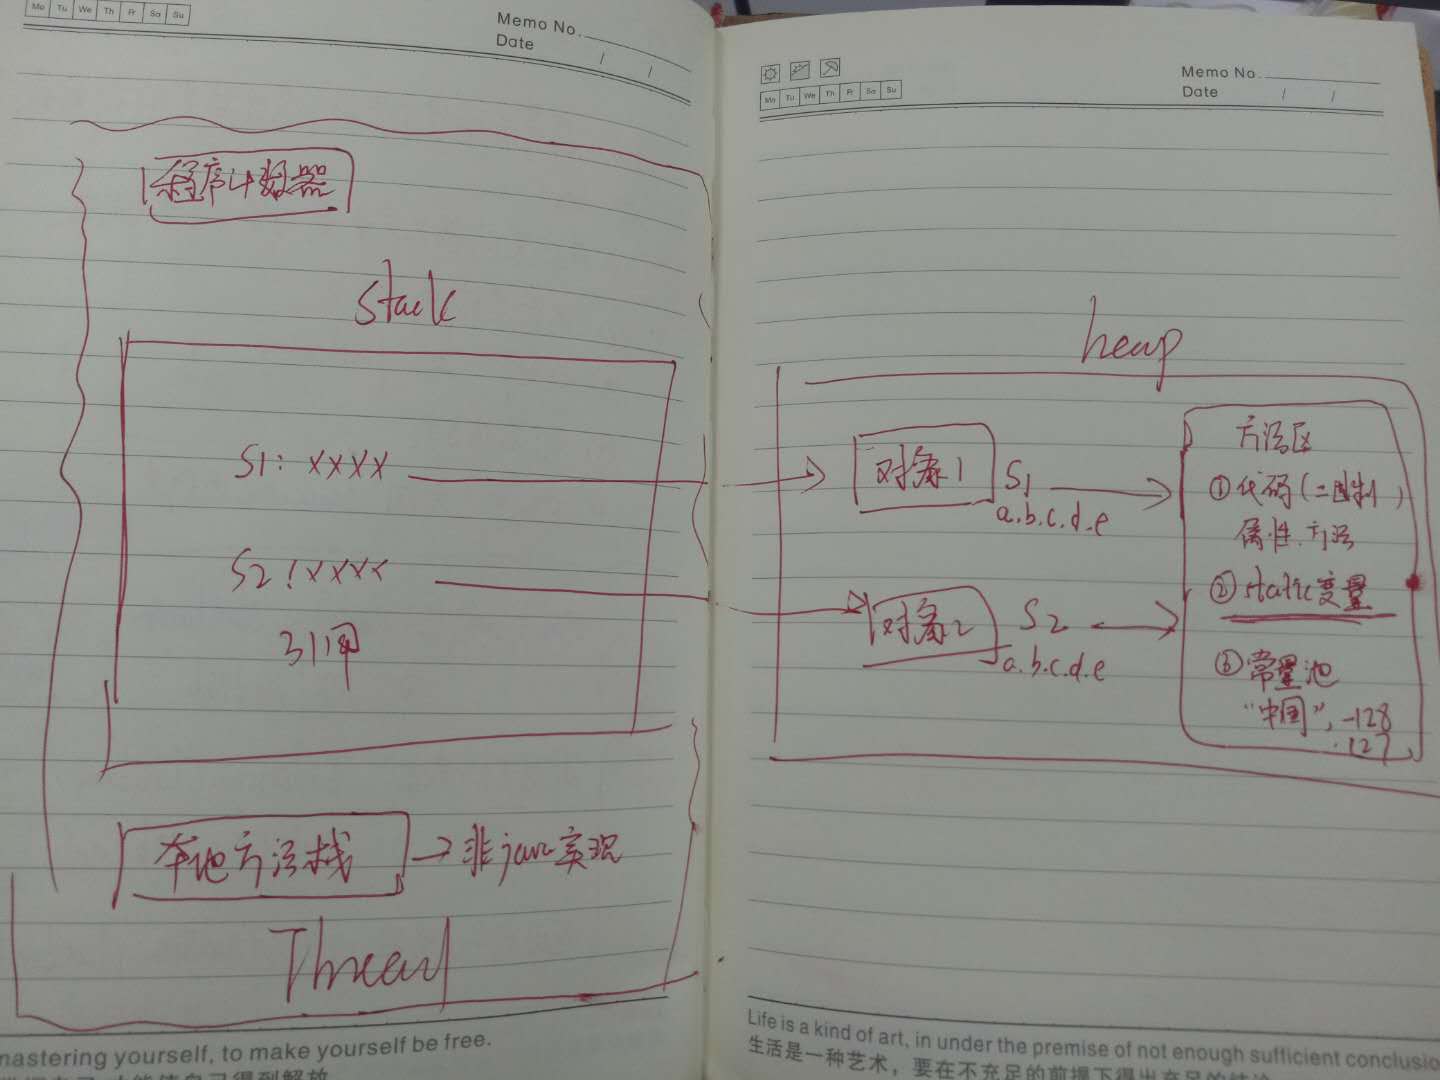 Mo Tu We Th Fr Sa Su
Memo No.
Date / /
程序计数器
Stack
S1: xxxx
S2: xxxx
引用
本地方法栈 → 非java实现
Thread
mastering yourself, to make yourself be free.
Mo Tu We Th Fr Sa Su
Memo No.
Date / /
heap
对象1 S1
a.b.c.d.e
对象2 S2
a.b.c.d.e
方法区
①代码(二进制)
属性、方法
②static变量
③常量池
"中国", -128
127
Life is a kind of art, in under the premise of not enough sufficient conclusio
生活是一种艺术，要在不充足的前提下得出充足的结论